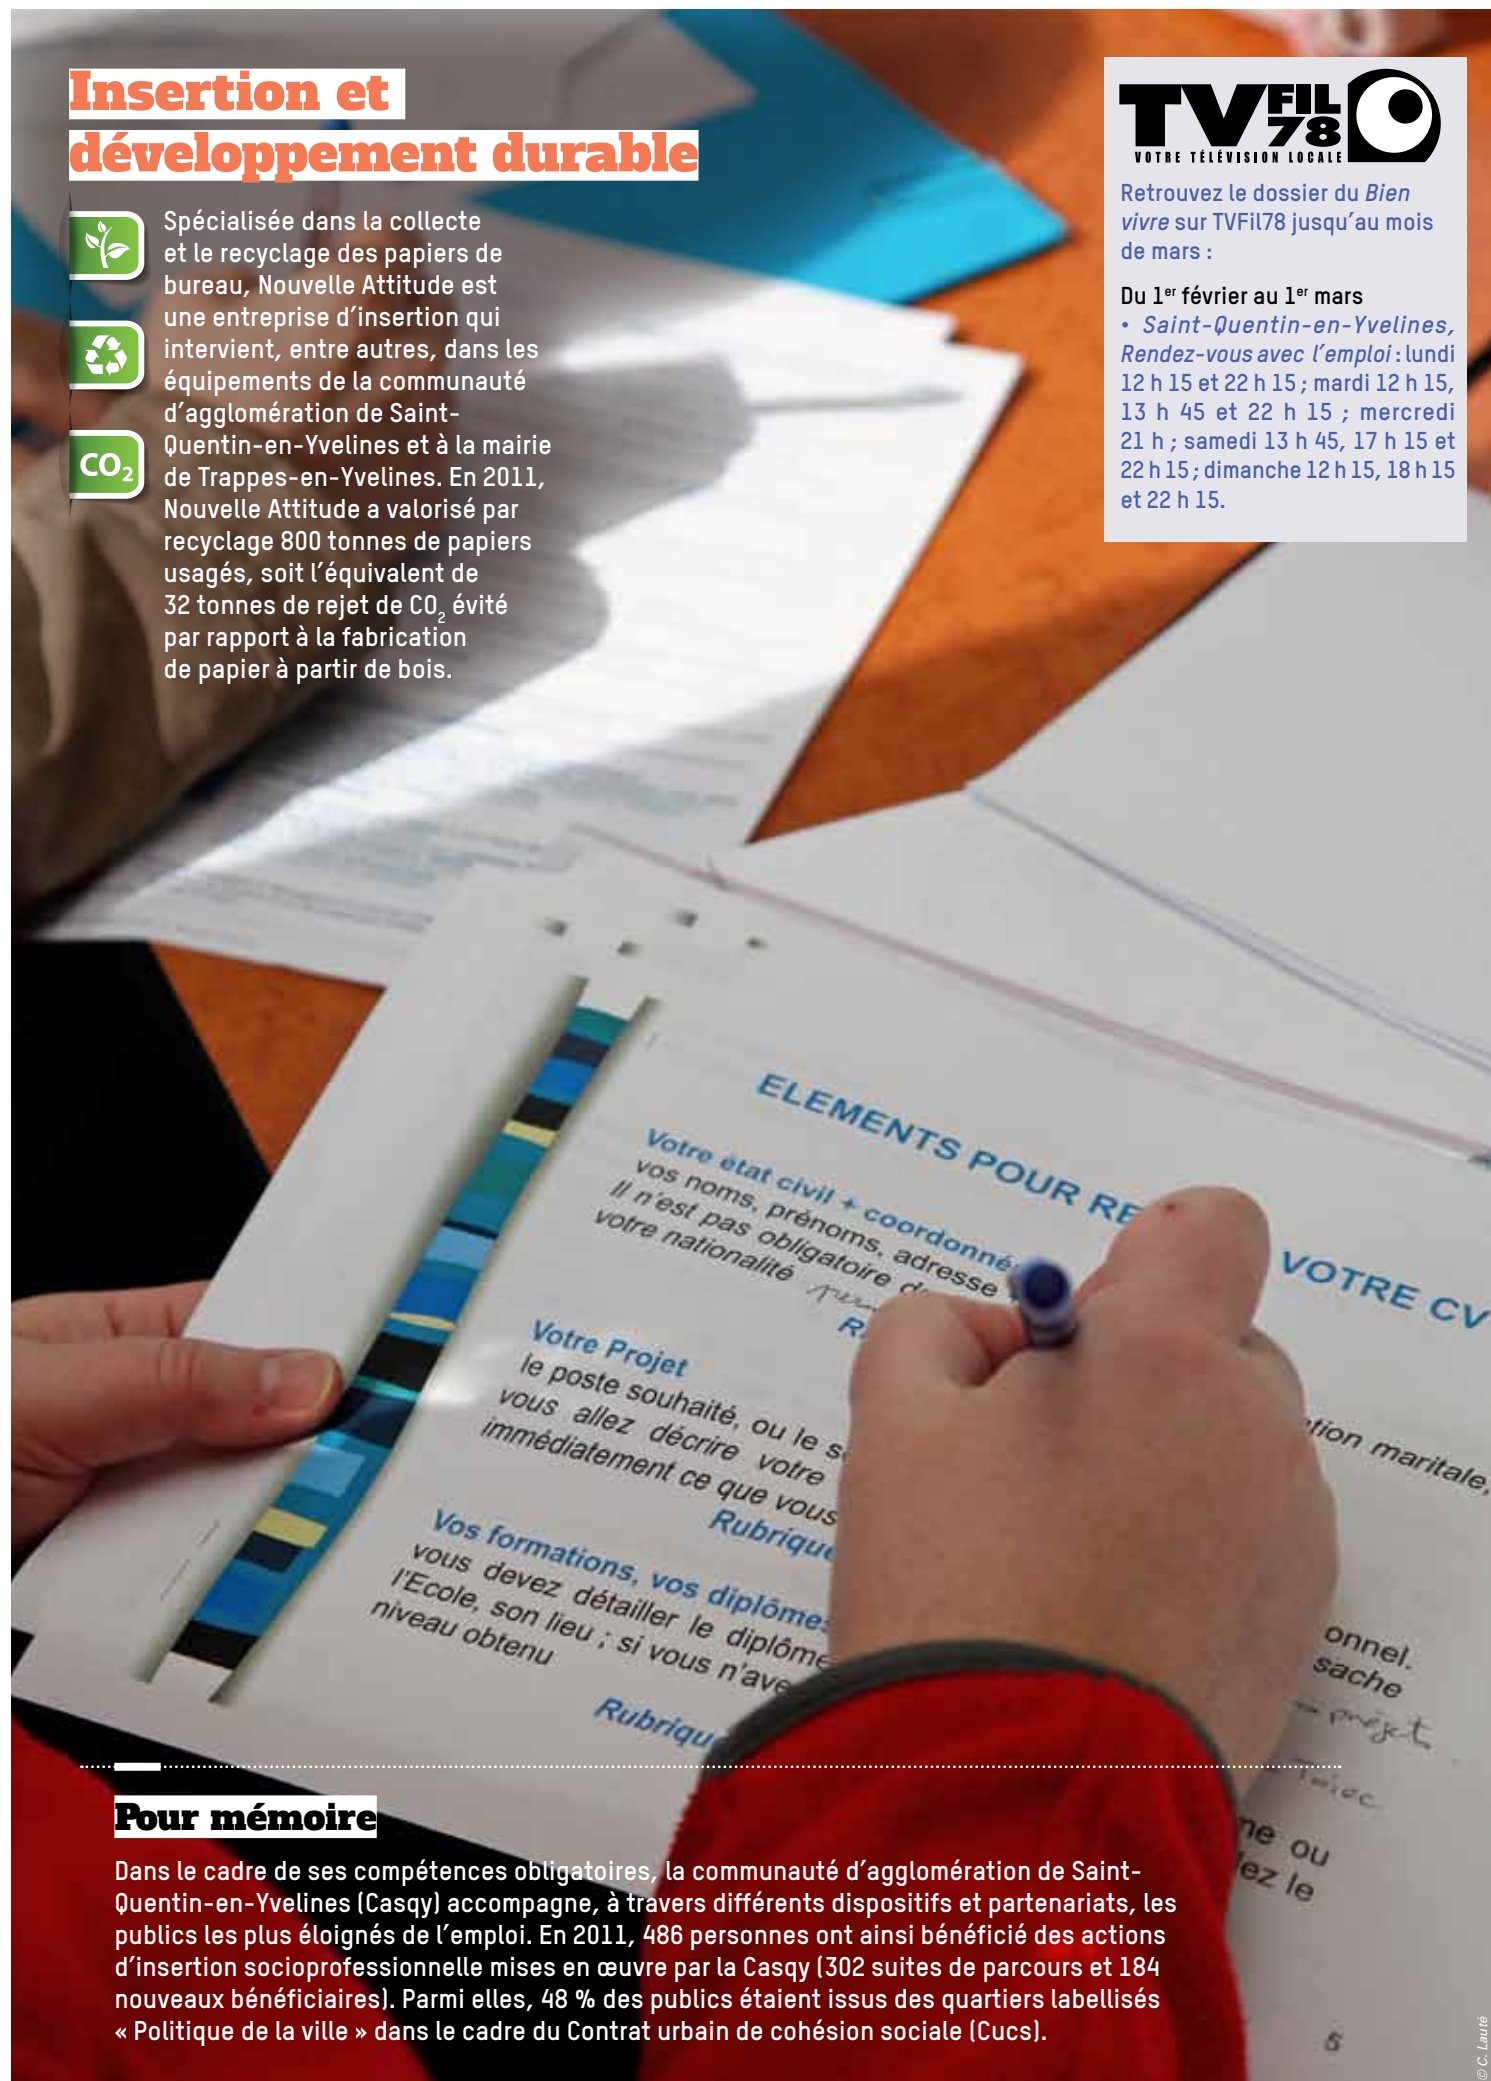 Insertion et
développement durable
Spécialisée dans la collecte
et le recyclage des papiers de
bureau, Nouvelle Attitude est
une entreprise d’insertion qui
intervient, entre autres, dans les
équipements de la communauté
d’agglomération de Saint-
Quentin-en-Yvelines et à la mairie
de Trappes-en-Yvelines. En 2011,
Nouvelle Attitude a valorisé par
recyclage 800 tonnes de papiers
usagés, soit l’équivalent de
32 tonnes de rejet de CO₂ évité
par rapport à la fabrication
de papier à partir de bois.
CO₂
TV FIL 78
VOTRE TÉLÉVISION LOCALE
Retrouvez le dossier du Bien
vivre sur TVFil78 jusqu’au mois
de mars :
Du 1er février au 1er mars
• Saint-Quentin-en-Yvelines,
Rendez-vous avec l’emploi : lundi
12 h 15 et 22 h 15 ; mardi 12 h 15,
13 h 45 et 22 h 15 ; mercredi
21 h ; samedi 13 h 45, 17 h 15 et
22 h 15 ; dimanche 12 h 15, 18 h 15
et 22 h 15.
ELEMENTS POUR RE VOTRE CV
Votre état civil + coordonné
vos noms, prénoms, adresse
Il n'est pas obligatoire d
votre nationalité
R
tion maritale,
Votre Projet
le poste souhaité, ou le s
vous allez décrire votre
immédiatement ce que vous
Rubrique
onnel.
sache
projet
Vos formations, vos diplômes
vous devez détailler le diplôme
l'Ecole, son lieu ; si vous n'ave
niveau obtenu
Rubriqu
ne ou
lez le
5
Pour mémoire
Dans le cadre de ses compétences obligatoires, la communauté d’agglomération de Saint-
Quentin-en-Yvelines (Casqy) accompagne, à travers différents dispositifs et partenariats, les
publics les plus éloignés de l’emploi. En 2011, 486 personnes ont ainsi bénéficié des actions
d’insertion socioprofessionnelle mises en œuvre par la Casqy (302 suites de parcours et 184
nouveaux bénéficiaires). Parmi elles, 48 % des publics étaient issus des quartiers labellisés
« Politique de la ville » dans le cadre du Contrat urbain de cohésion sociale (Cucs).
© C. Lauté